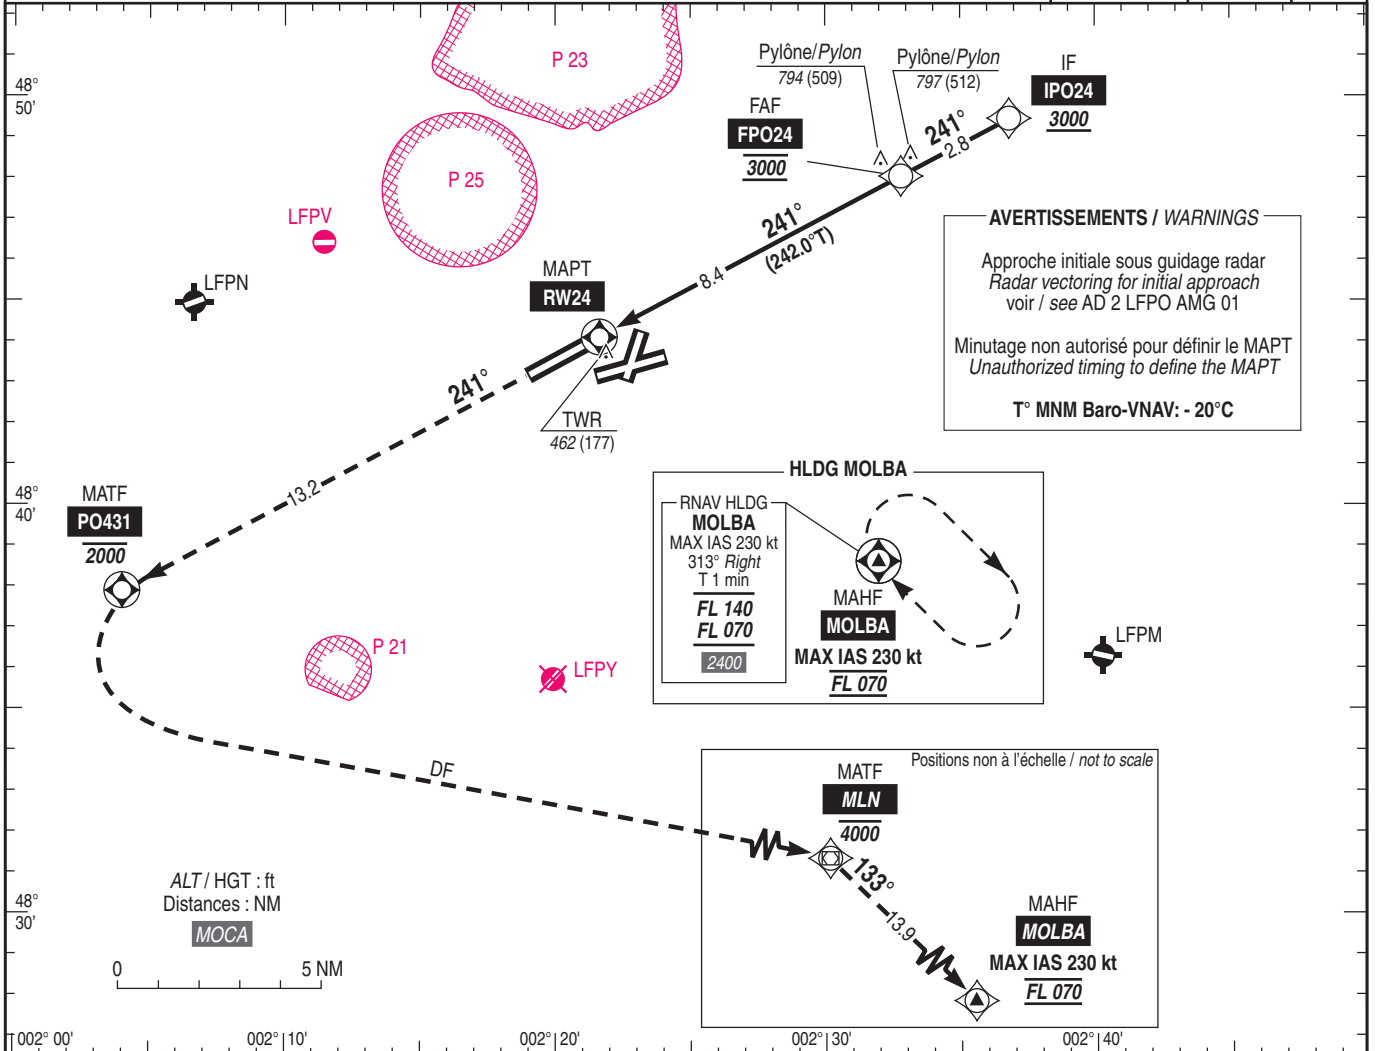 P 23
Pylône/Pylon
794 (509)
Pylône/Pylon
797 (512)
IF
IPO24
3000
48°
50'
FAF
FPO24
3000
241°
2.8
P 25
LFPV
LFPN
241°
(242.0°T)
8.4
MAPT
RW24
AVERTISSEMENTS / WARNINGS
Approche initiale sous guidage radar
Radar vectoring for initial approach
voir / see AD 2 LFPO AMG 01
Minutage non autorisé pour définir le MAPT
Unauthorized timing to define the MAPT
T° MNM Baro-VNAV: - 20°C
241°
TWR
462 (177)
13.2
48°
40'
MATF
PO431
2000
HLDG MOLBA
RNAV HLDG
MOLBA
MAX IAS 230 kt
313° Right
T 1 min
FL 140
FL 070
2400
MAHF
MOLBA
MAX IAS 230 kt
FL 070
LFPM
P 21
LFPY
DF
Positions non à l'échelle / not to scale
MATF
MLN
4000
133°
13.9
MAHF
MOLBA
MAX IAS 230 kt
FL 070
48°
30'
ALT / HGT : ft
Distances : NM
MOCA
0 5 NM
002° 00' 002° 10' 002° 20' 002° 30' 002° 40'